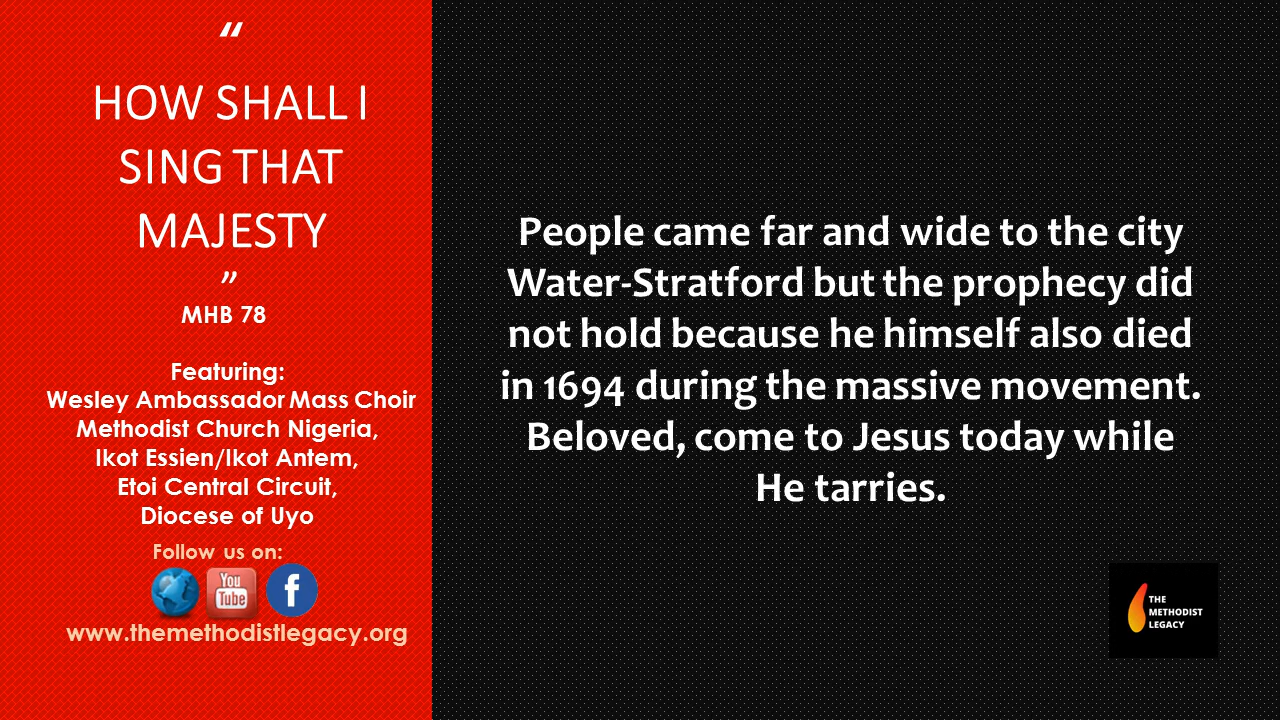 “
HOW SHALL I
SING THAT
MAJESTY
”
MHB 78
Featuring:
Wesley Ambassador Mass Choir
Methodist Church Nigeria,
Ikot Essien/Ikot Antem,
Etoi Central Circuit,
Diocese of Uyo
Follow us on:
You
Tube
f
www.themethodistlegacy.org
People came far and wide to the city
Water-Stratford but the prophecy did
not hold because he himself also died
in 1694 during the massive movement.
Beloved, come to Jesus today while
He tarries.
THE
METHODIST
LEGACY